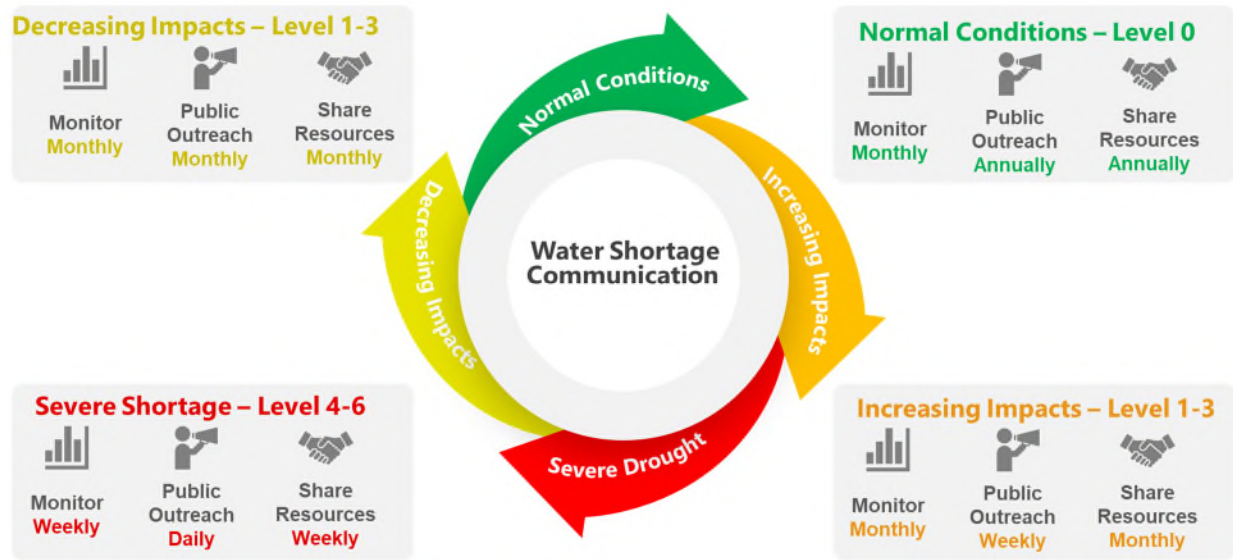 Decreasing Impacts – Level 1-3
Monitor
Monthly
Public
Outreach
Monthly
Share
Resources
Monthly
Normal Conditions – Level 0
Monitor
Monthly
Public
Outreach
Annually
Share
Resources
Annually
Normal Conditions
Increasing Impacts
Severe Drought
Decreasing Impacts
Water Shortage
Communication
Severe Shortage – Level 4-6
Monitor
Weekly
Public
Outreach
Daily
Share
Resources
Weekly
Increasing Impacts – Level 1-3
Monitor
Monthly
Public
Outreach
Weekly
Share
Resources
Monthly